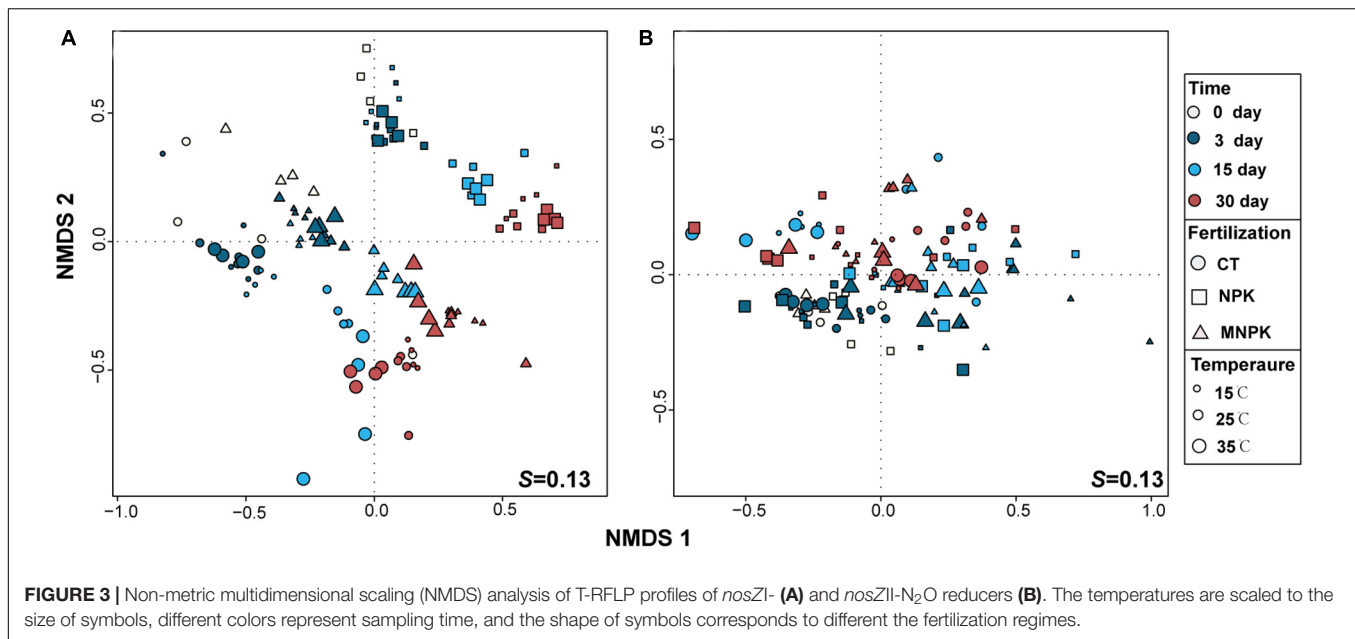 A
B
0.5
0.0
−0.5
NMDS 2
−1.0
−0.5
0.0
0.5
S=0.13
0.5
0.0
−0.5
−0.5
0.0
0.5
1.0
S=0.13
NMDS 1
Time
0 day
3 day
15 day
30 day
Fertilization
CT
NPK
MNPK
Temperaure
15℃
25℃
35℃
FIGURE 3 | Non-metric multidimensional scaling (NMDS) analysis of T-RFLP profiles of nosZI- (A) and nosZII-N₂O reducers (B). The temperatures are scaled to the
size of symbols, different colors represent sampling time, and the shape of symbols corresponds to different the fertilization regimes.